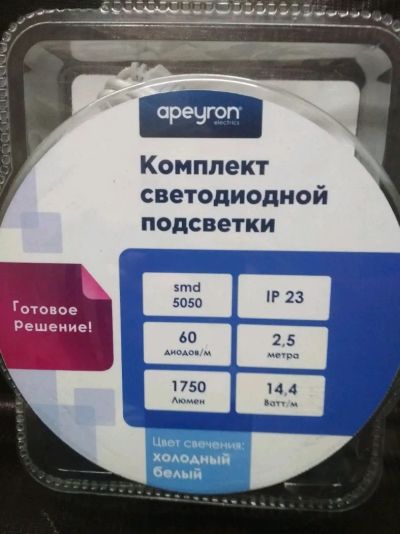 apeyron®
electrics
Комплект
светодиодной
подсветки
Готовое
Решение!
smd
5050
IP 23
60
диодов/м
2,5
метра
1750
Люмен
14,4
Ватт/м
Цвет свечения:
холодный
белый